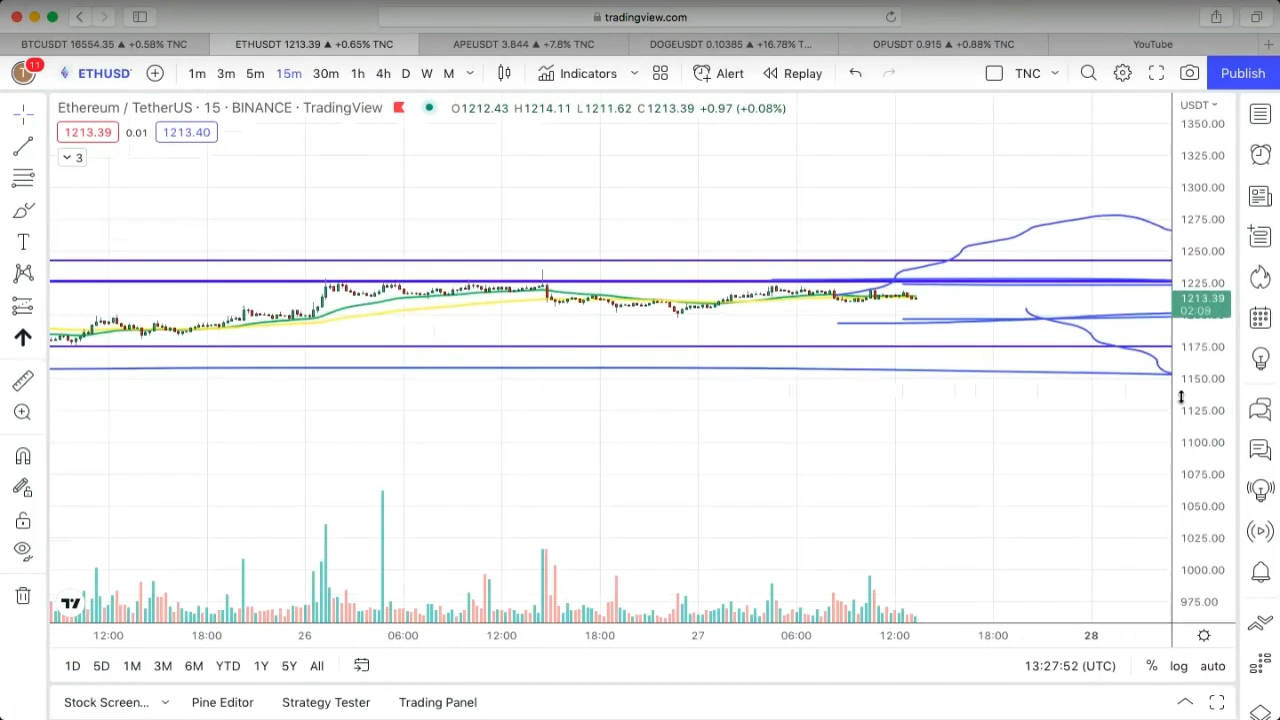 tradingview.com
BTCUSDT 16554.35 ▲ +0.58% TNC
ETHUSDT 1213.39 ▲ +0.65% TNC
APEUSDT 3.844 ▲ +7.8% TNC
DOGEUSDT 0.10385 ▲ +16.78% T...
OPUSDT 0.915 ▲ +0.88% TNC
YouTube
11
T
ETHUSDT
1m 3m 5m 15m 30m 1h 4h D W M
Indicators
Alert
Replay
TNC
Publish
Ethereum / TetherUS · 15 · BINANCE · TradingView
O1212.43 H1214.11 L1211.62 C1213.39 +0.97 (+0.08%)
USDT
1213.39 0.01 1213.40
3
1350.00
1325.00
1300.00
1275.00
1250.00
1225.00
1213.39
02:09
1175.00
1150.00
1125.00
1100.00
1075.00
1050.00
1025.00
1000.00
975.00
12:00 18:00 26 06:00 12:00 18:00 27 06:00 12:00 18:00 28
1D 5D 1M 3M 6M YTD 1Y 5Y All
13:27:52 (UTC)
% log auto
Stock Screen...
Pine Editor
Strategy Tester
Trading Panel